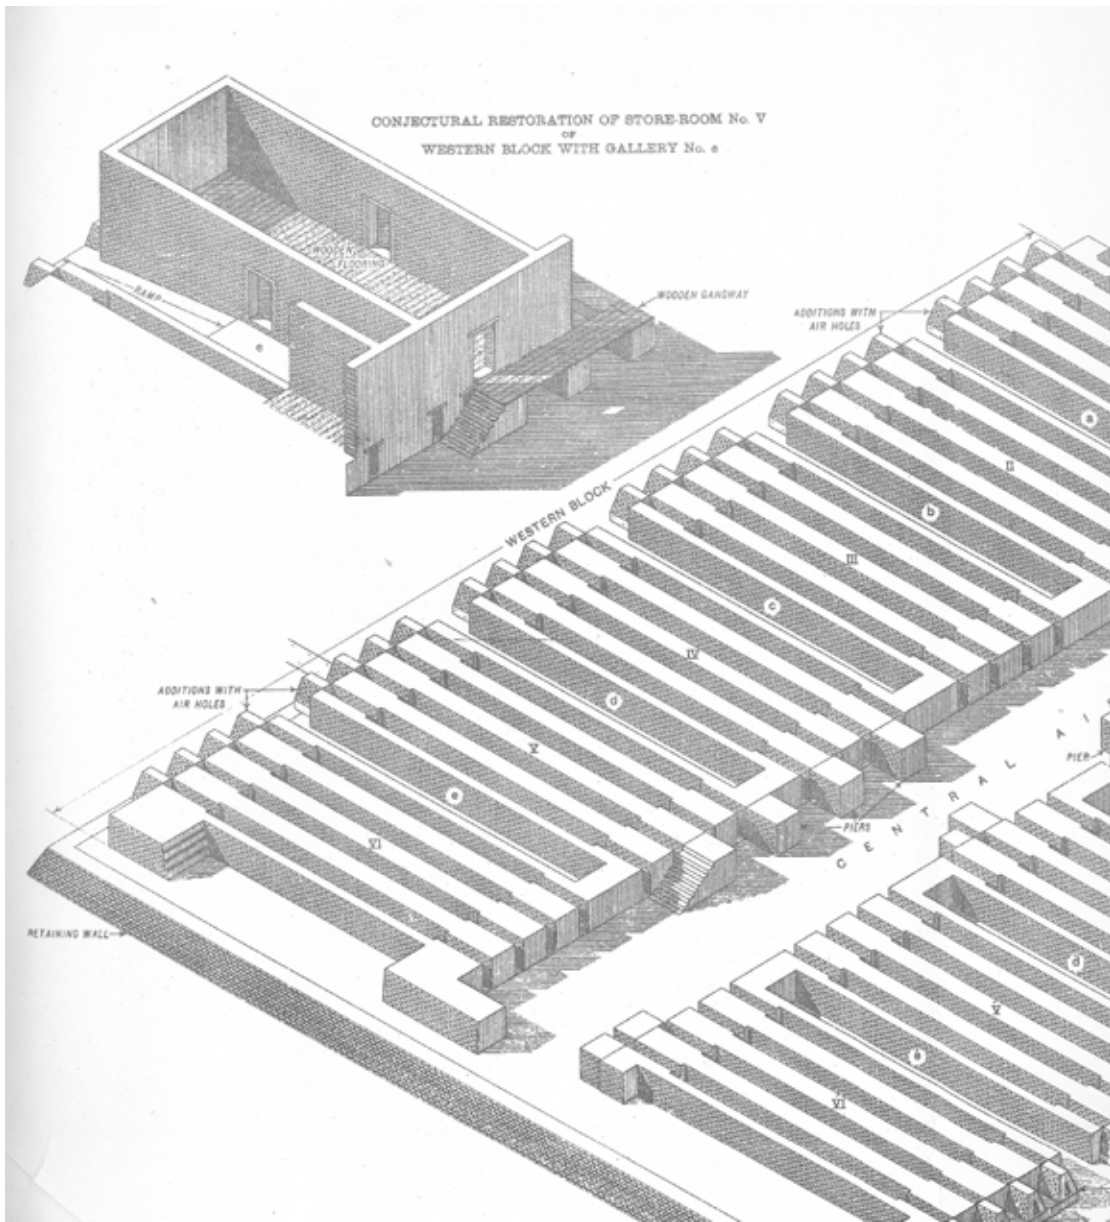 CONJECTURAL RESTORATION OF STORE-ROOM No. V
OF
WESTERN BLOCK WITH GALLERY No. e
WOODEN
FLOORING
RAMP
e
WOODEN GANGWAY
ADDITIONS WITH
AIR HOLES
a
II
b
WESTERN BLOCK
III
c
IV
d
ADDITIONS WITH
AIR HOLES
V
e
VI
PIER
PIERS
CENTRAL AI
RETAINING WALL
d
V
e
VI